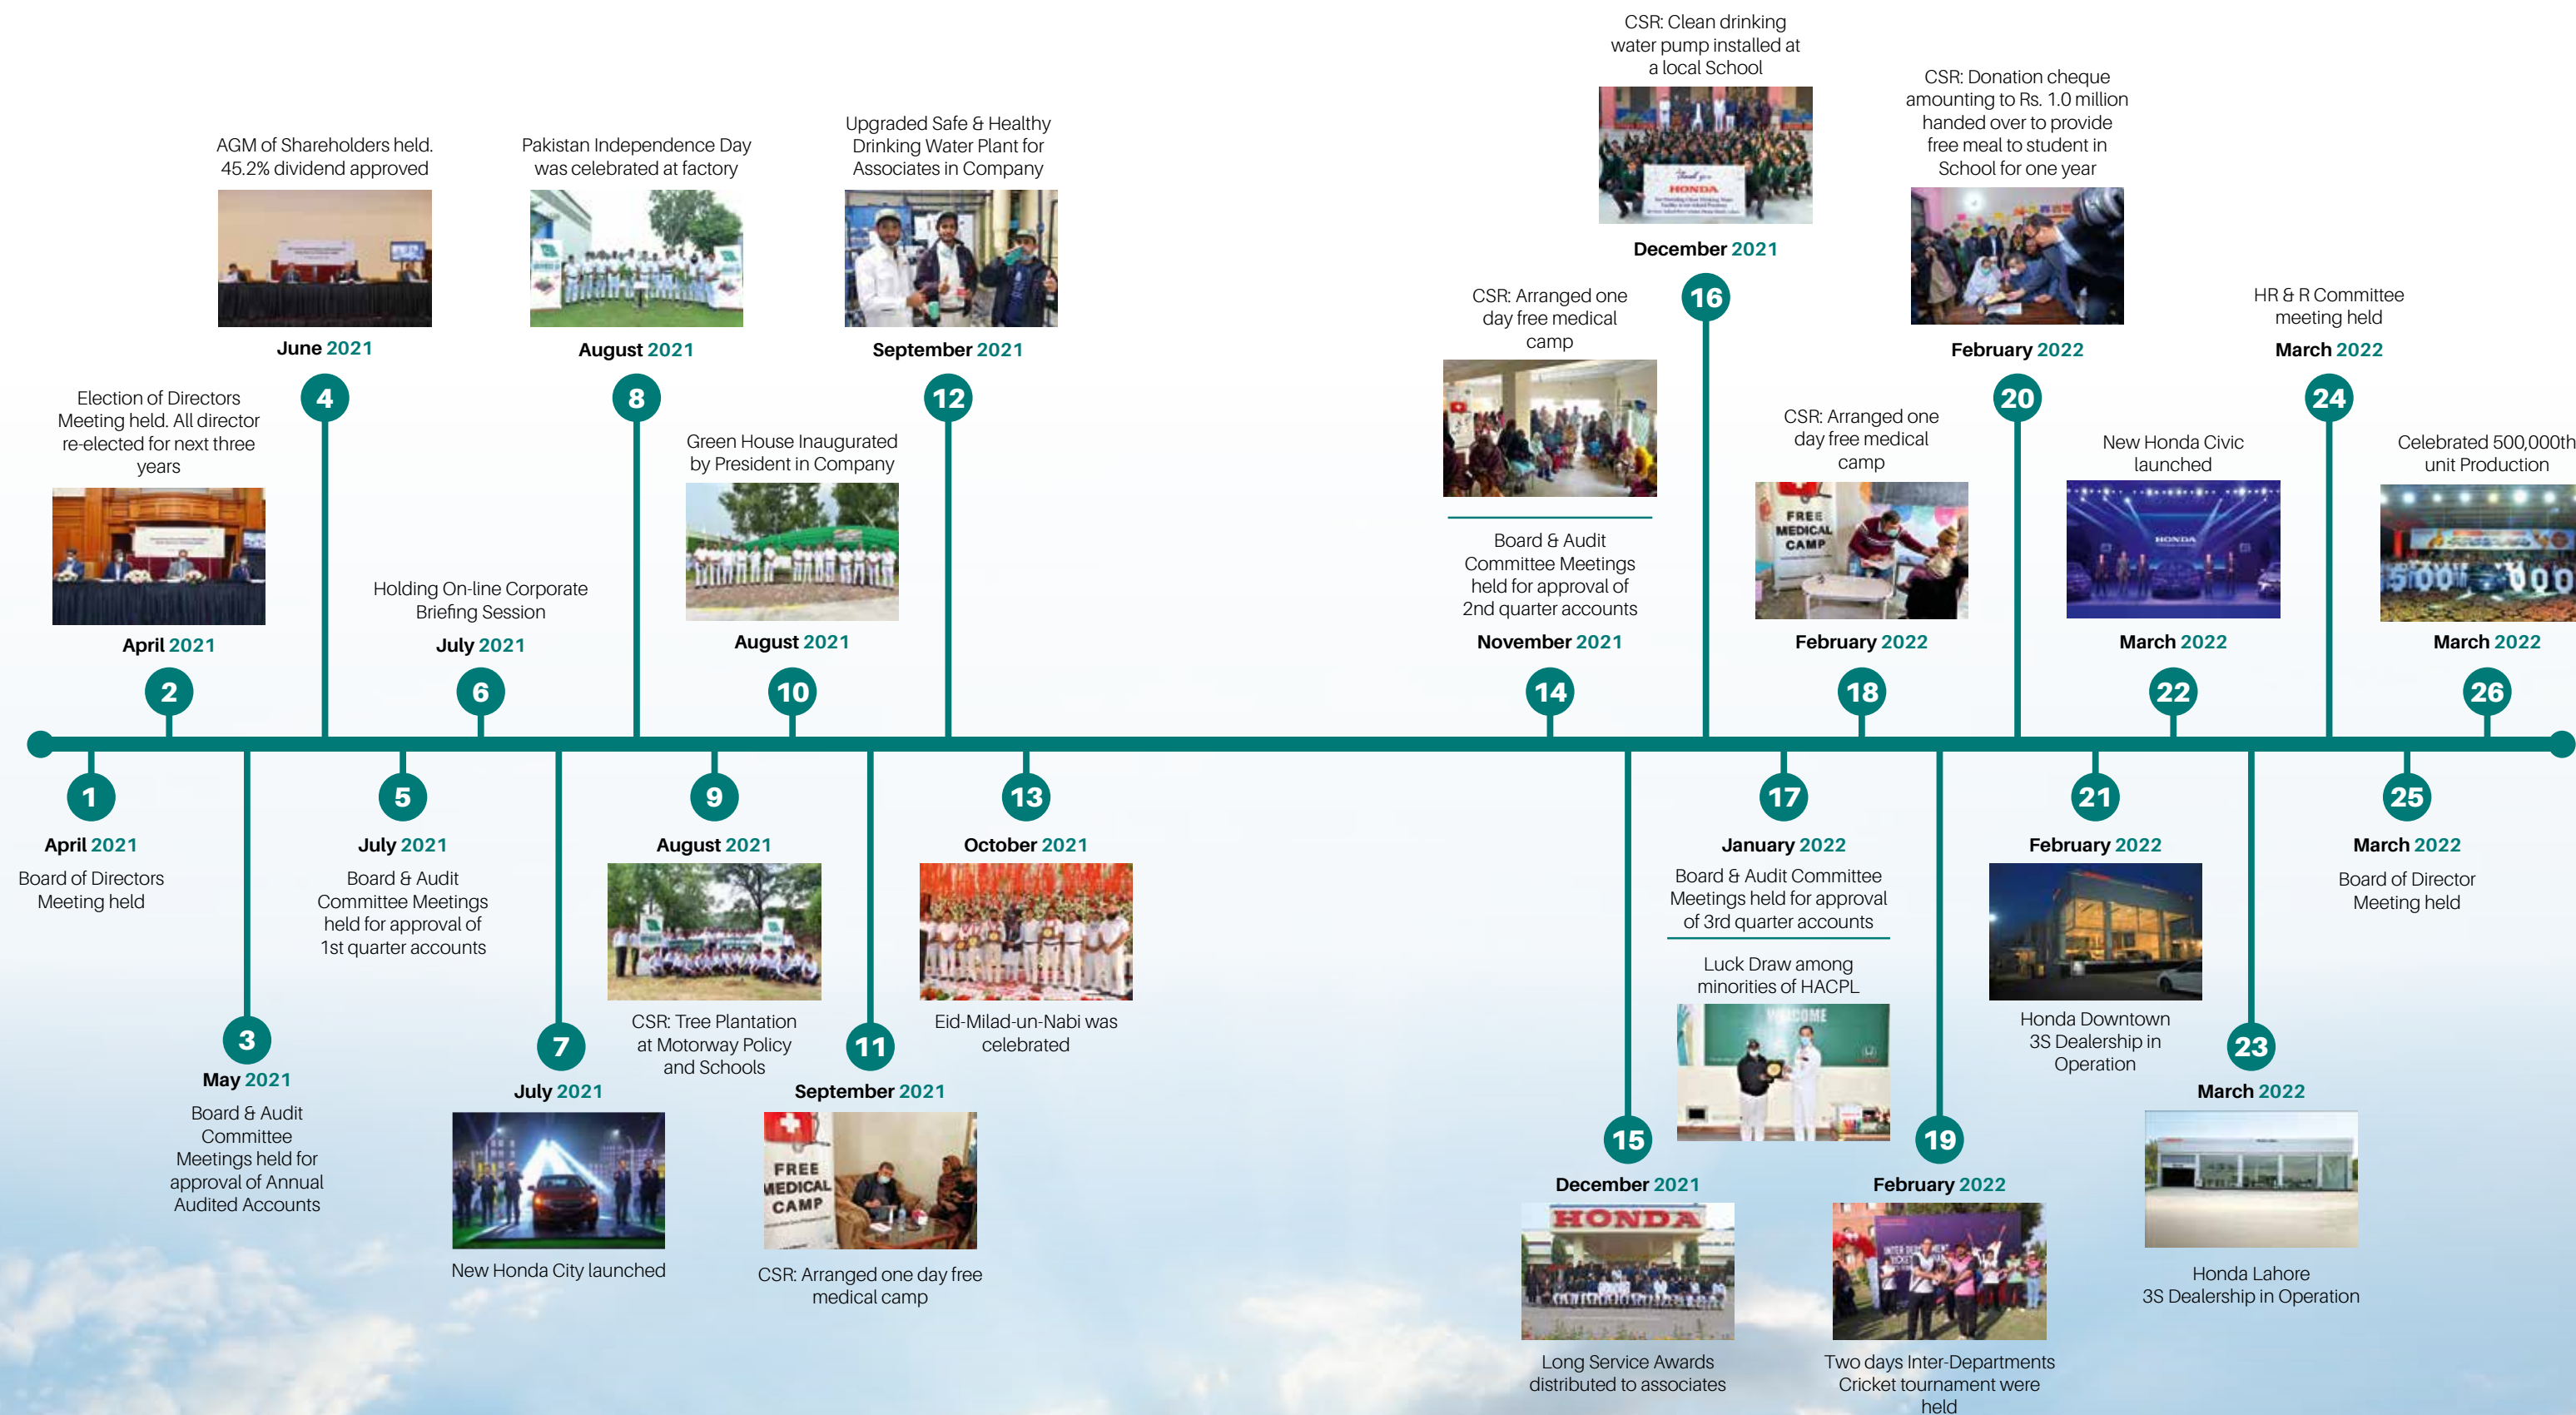 1
April 2021
Board of Directors
Meeting held
Election of Directors
Meeting held. All director
re-elected for next three
years
April 2021
2
3
May 2021
Board & Audit
Committee
Meetings held for
approval of Annual
Audited Accounts
AGM of Shareholders held.
45.2% dividend approved
June 2021
4
5
July 2021
Board & Audit
Committee Meetings
held for approval of
1st quarter accounts
Holding On-line Corporate
Briefing Session
July 2021
6
7
July 2021
New Honda City launched
Pakistan Independence Day
was celebrated at factory
August 2021
8
9
August 2021
CSR: Tree Plantation
at Motorway Policy
and Schools
Green House Inaugurated
by President in Company
August 2021
10
11
September 2021
FREE
MEDICAL
CAMP
CSR: Arranged one day free
medical camp
Upgraded Safe & Healthy
Drinking Water Plant for
Associates in Company
September 2021
12
13
October 2021
Eid-Milad-un-Nabi was
celebrated
CSR: Arranged one
day free medical
camp
Board & Audit
Committee Meetings
held for approval of
2nd quarter accounts
November 2021
14
15
December 2021
HONDA
Long Service Awards
distributed to associates
CSR: Clean drinking
water pump installed at
a local School
Thank you
HONDA
December 2021
16
17
January 2022
Board & Audit Committee
Meetings held for approval
of 3rd quarter accounts
Luck Draw among
minorities of HACPL
WELCOME
CSR: Arranged one
day free medical
camp
FREE
MEDICAL
CAMP
February 2022
18
19
February 2022
Two days Inter-Departments
Cricket tournament were
held
CSR: Donation cheque
amounting to Rs. 1.0 million
handed over to provide
free meal to student in
School for one year
February 2022
20
21
February 2022
Honda Downtown
3S Dealership in
Operation
New Honda Civic
launched
HONDA
March 2022
22
23
March 2022
Honda Lahore
3S Dealership in Operation
HR & R Committee
meeting held
March 2022
24
25
March 2022
Board of Director
Meeting held
Celebrated 500,000th
unit Production
March 2022
26